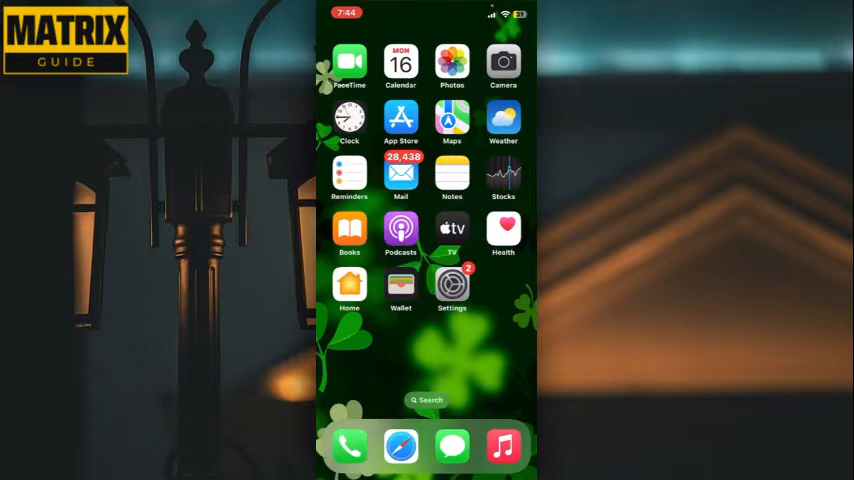 MATRIX
GUIDE
7:44
31
MON
16
FaceTime
Calendar
Photos
Camera
Clock
App Store
Maps
Weather
28,438
Reminders
Mail
Notes
Stocks
tv
Books
Podcasts
TV
Health
2
Home
Wallet
Settings
Search